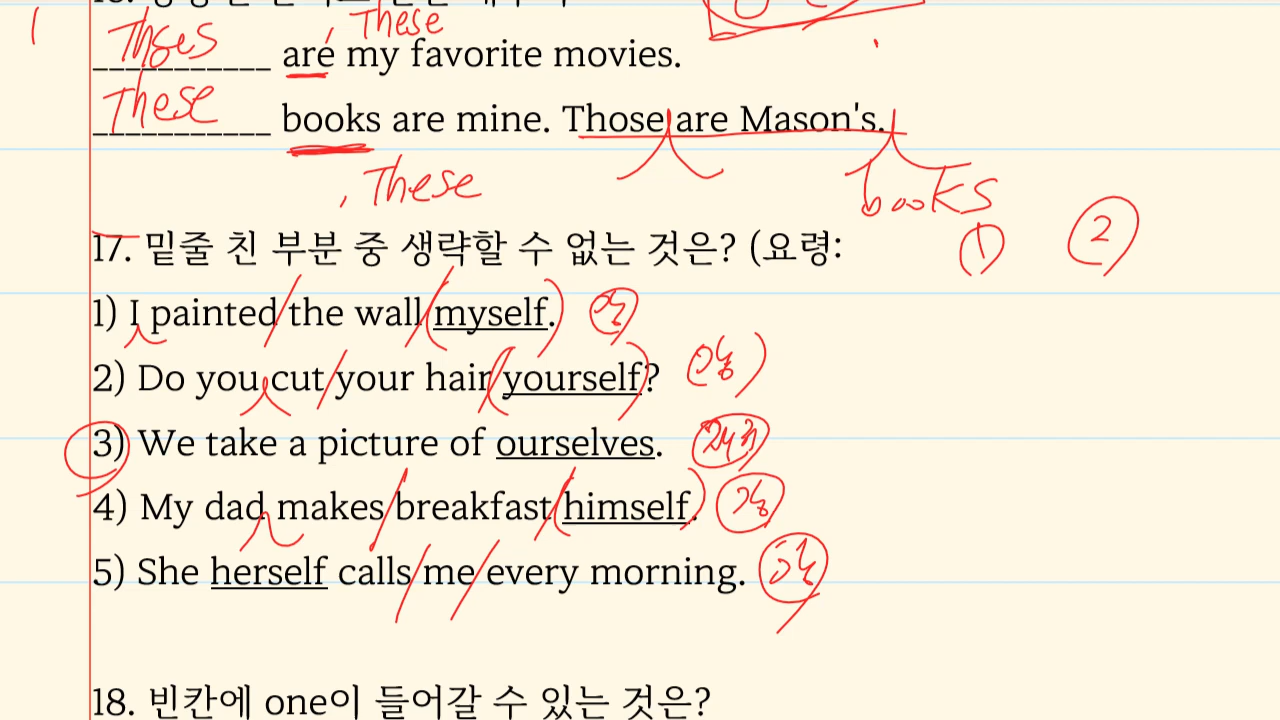 These
Thses are my favorite movies.
These books are mine. Those are Mason's.
, These books
17. 밑줄 친 부분 중 생략할 수 없는 것은? (요령: ① ②
1) I painted the wall myself.
2) Do you cut your hair yourself?
3) We take a picture of ourselves.
4) My dad makes breakfast himself.
5) She herself calls me every morning.
18. 빈칸에 one이 들어갈 수 있는 것은?